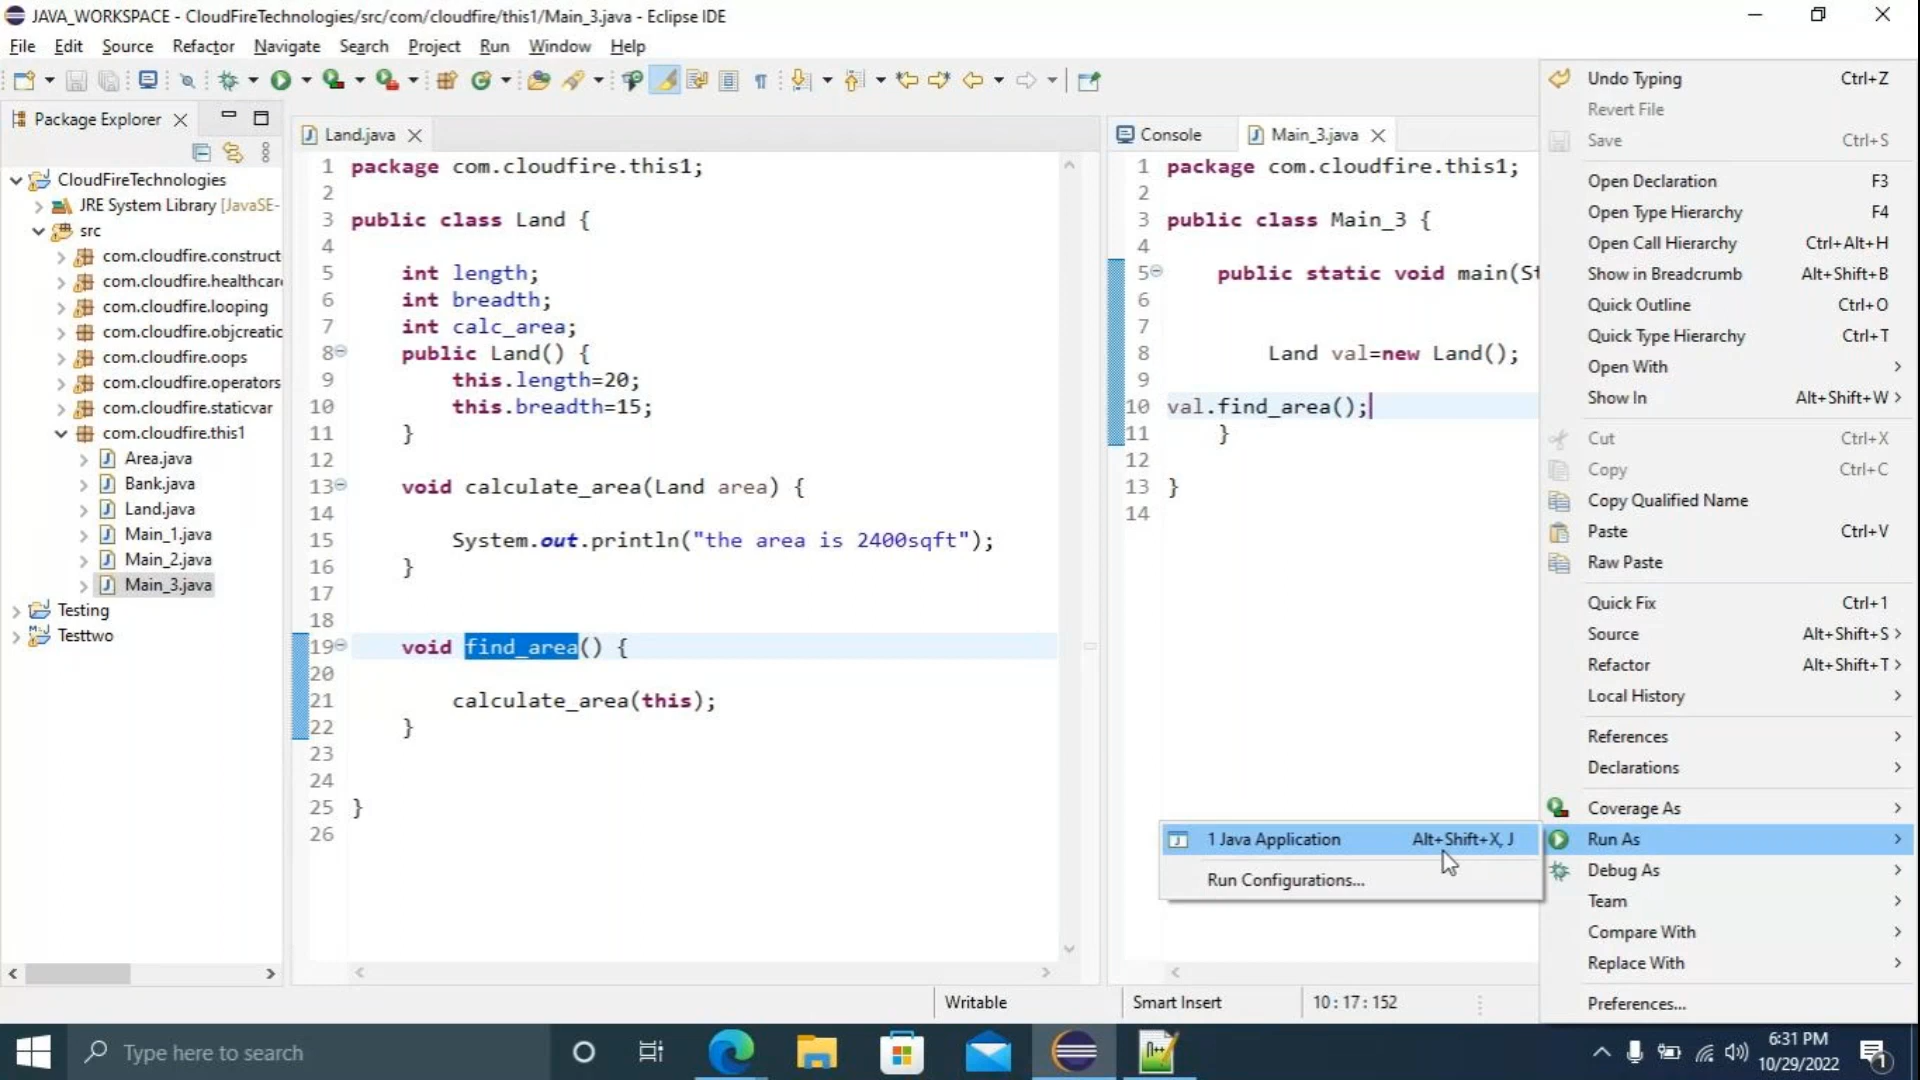 JAVA_WORKSPACE - CloudFireTechnologies/src/com/cloudfire/this1/Main_3.java - Eclipse IDE
File Edit Source Refactor Navigate Search Project Run Window Help
Package Explorer
CloudFireTechnologies
JRE System Library [JavaSE-
src
com.cloudfire.construct
com.cloudfire.healthcar
com.cloudfire.looping
com.cloudfire.objcreatic
com.cloudfire.oops
com.cloudfire.operators
com.cloudfire.staticvar
com.cloudfire.this1
Area.java
Bank.java
Land.java
Main_1.java
Main_2.java
Main_3.java
Testing
Testtwo
Land.java
1 package com.cloudfire.this1;
2
3 public class Land {
4
5 int length;
6 int breadth;
7 int calc_area;
8 public Land() {
9 this.length=20;
10 this.breadth=15;
11 }
12
13 void calculate_area(Land area) {
14
15 System.out.println("the area is 2400sqft");
16 }
17
18
19 void find_area() {
20
21 calculate_area(this);
22 }
23
24
25 }
26
Console Main_3.java
1 package com.cloudfire.this1;
2
3 public class Main_3 {
4
5 public static void main(St
6
7
8 Land val=new Land();
9
10 val.find_area();
11 }
12
13 }
14
1 Java Application Alt+Shift+X, J
Run Configurations...
Undo Typing Ctrl+Z
Revert File
Save Ctrl+S
Open Declaration F3
Open Type Hierarchy F4
Open Call Hierarchy Ctrl+Alt+H
Show in Breadcrumb Alt+Shift+B
Quick Outline Ctrl+O
Quick Type Hierarchy Ctrl+T
Open With
Show In Alt+Shift+W
Cut Ctrl+X
Copy Ctrl+C
Copy Qualified Name
Paste Ctrl+V
Raw Paste
Quick Fix Ctrl+1
Source Alt+Shift+S
Refactor Alt+Shift+T
Local History
References
Declarations
Coverage As
Run As
Debug As
Team
Compare With
Replace With
Preferences...
Writable Smart Insert 10:17:152
Type here to search
6:31 PM
10/29/2022
1